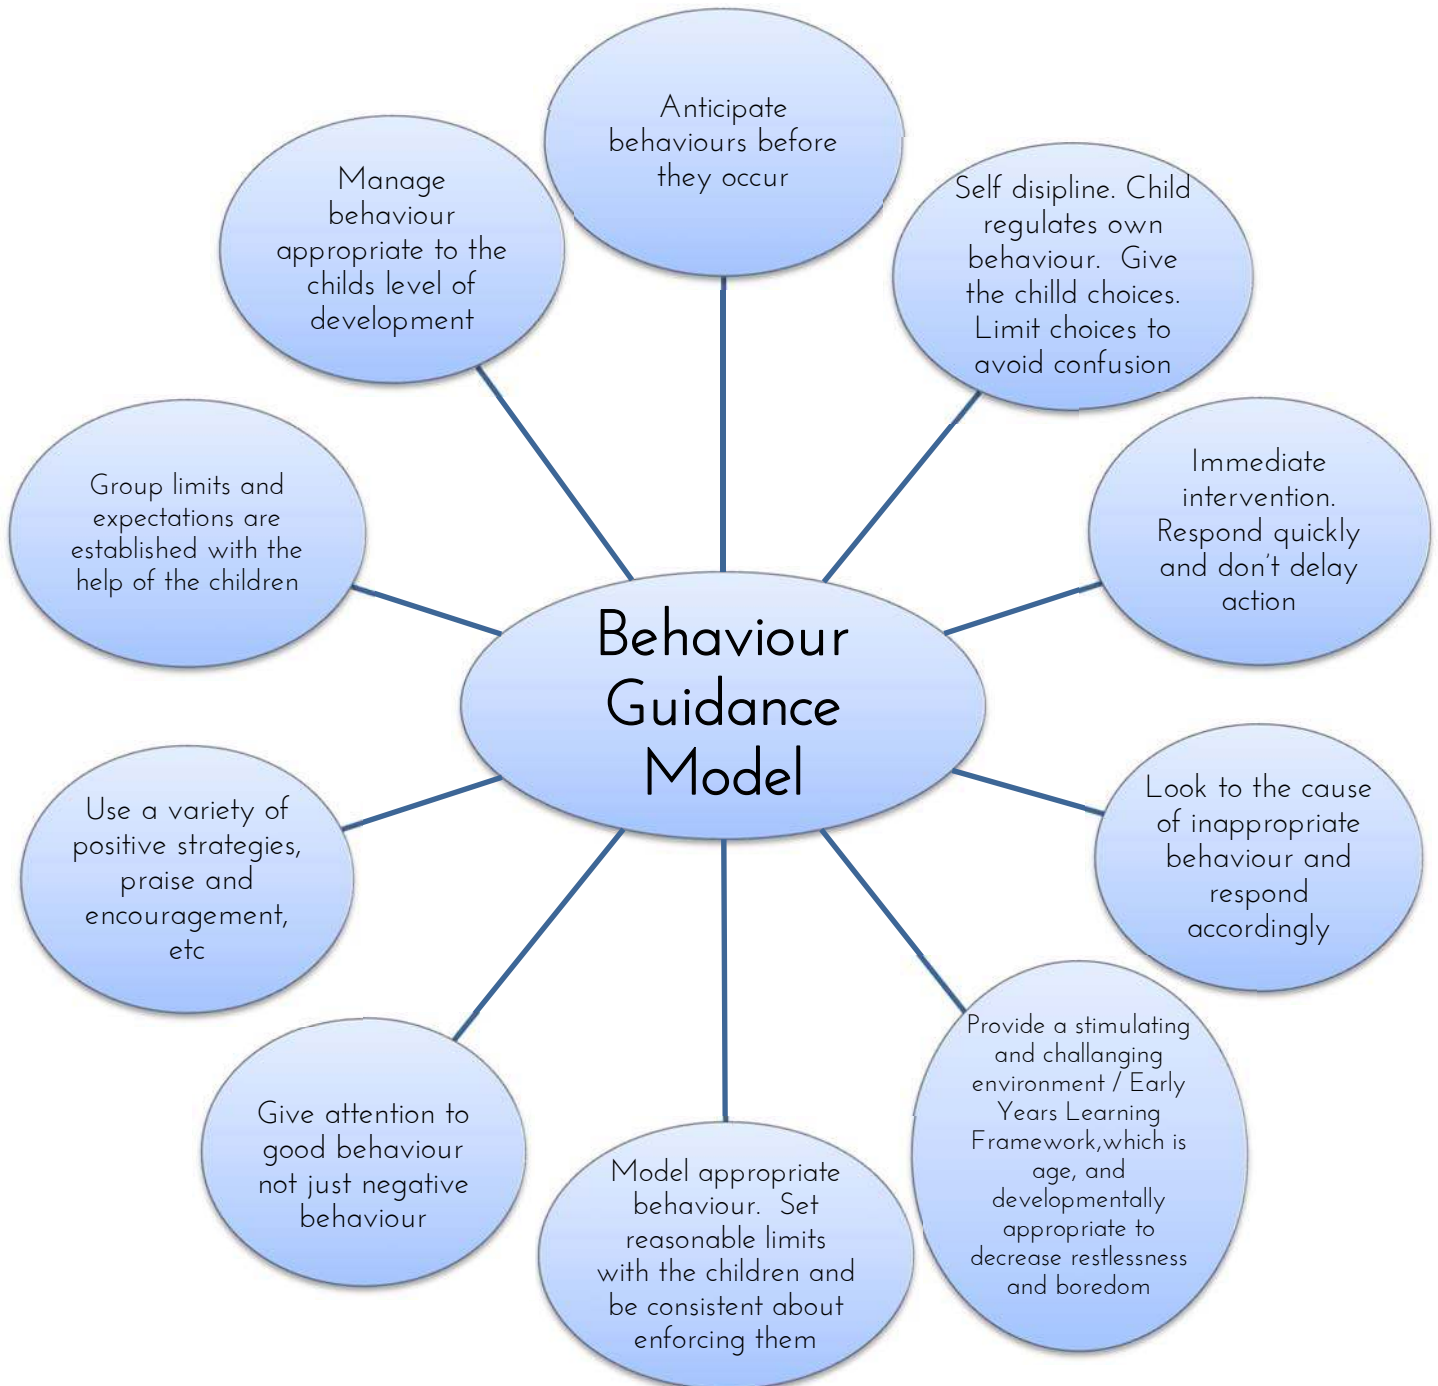 Anticipate
behaviours before
they occur
Manage
behaviour
appropriate to the
childs level of
development
Self disipline. Child
regulates own
behaviour.  Give
the chilld choices.
Limit choices to
avoid confusion
Group limits and
expectations are
established with the
help of the children
Immediate
intervention.
Respond quickly
and don't delay
action
Behaviour
Guidance
Model
Use a variety of
positive strategies,
praise and
encouragement,
etc
Look to the cause
of inappropriate
behaviour and
respond
accordingly
Give attention to
good behaviour
not just negative
behaviour
Model appropriate
behaviour.  Set
reasonable limits
with the children and
be consistent about
enforcing them
Provide a stimulating
and challanging
environment / Early
Years Learning
Framework,which is
age, and
developmentally
appropriate to
decrease restlessness
and boredom